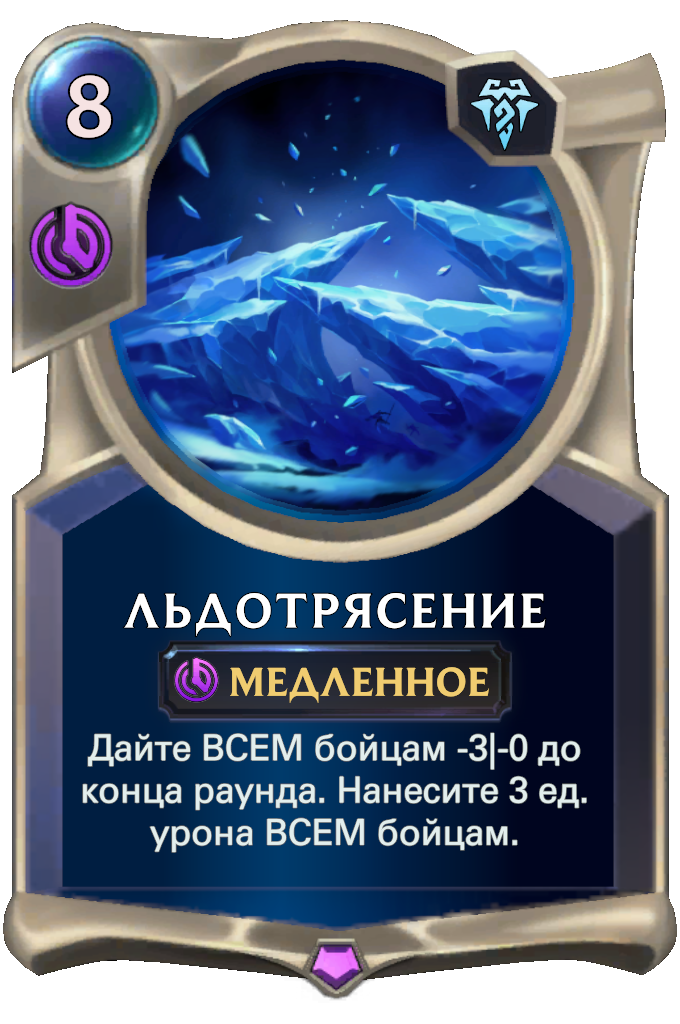 8
ЛЬДОТРЯСЕНИЕ
МЕДЛЕННОЕ
Дайте ВСЕМ бойцам -3|-0 до
конца раунда. Нанесите 3 ед.
урона ВСЕМ бойцам.